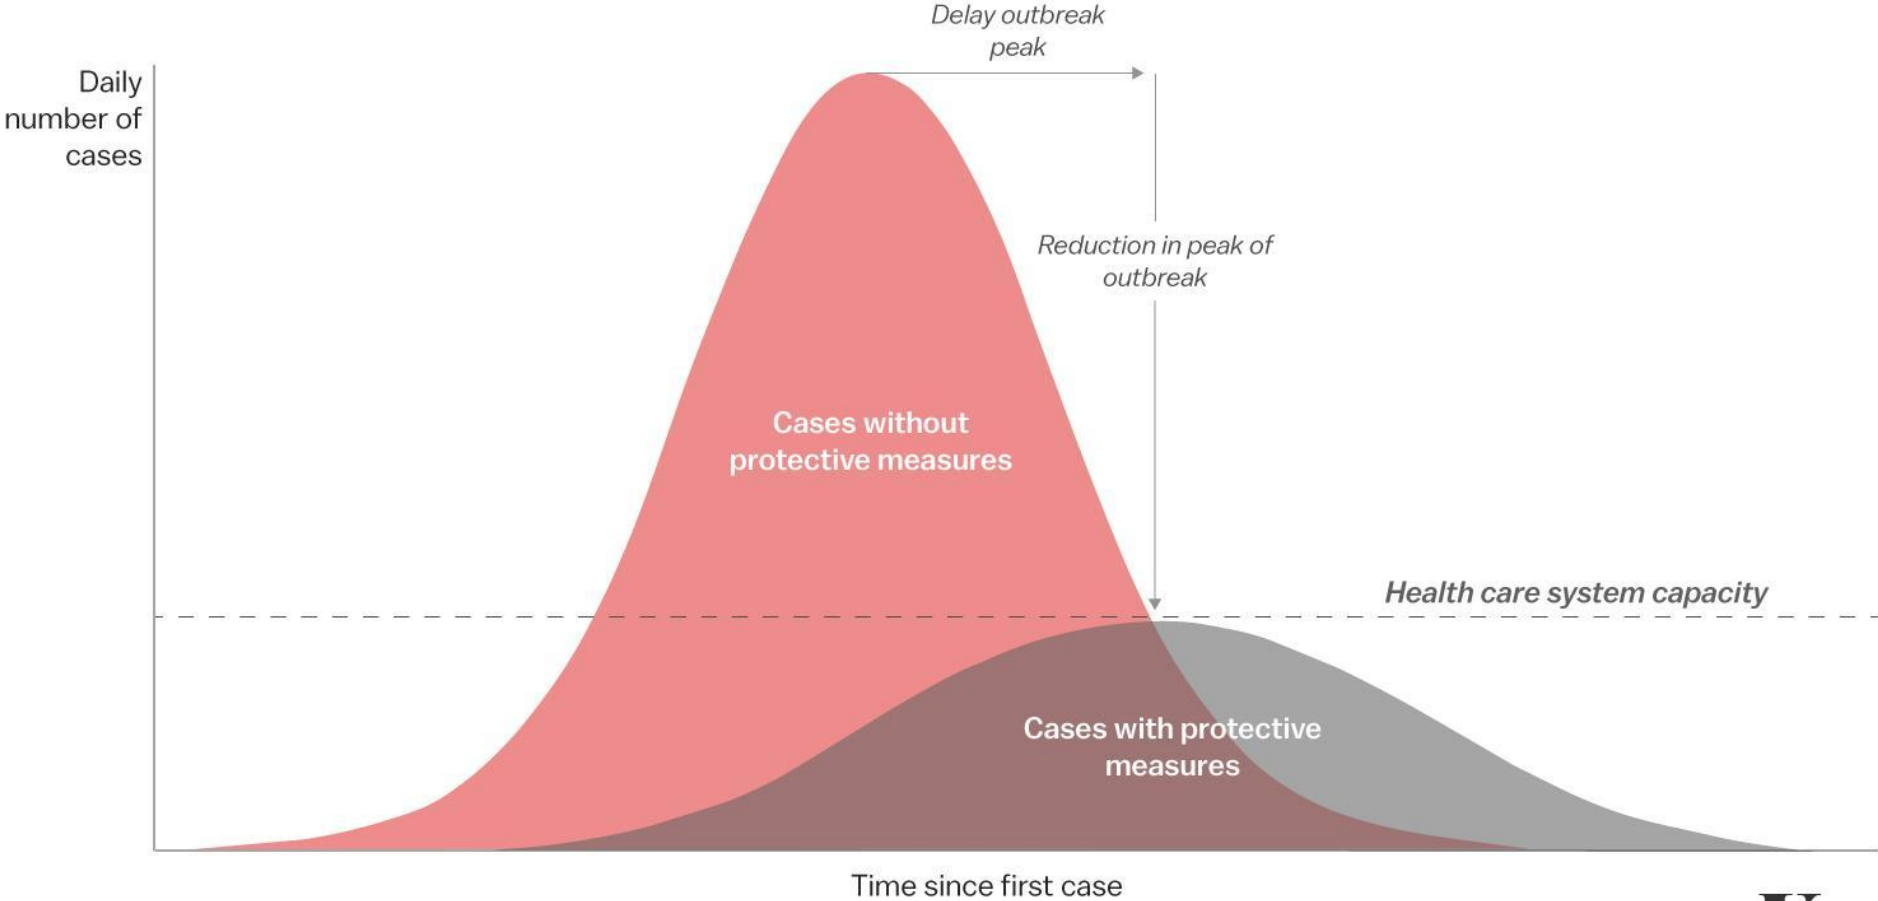 Delay outbreak
peak
Daily
number of
cases
Reduction in peak of
outbreak
Cases without
protective measures
Health care system capacity
Cases with protective
measures
Time since first case